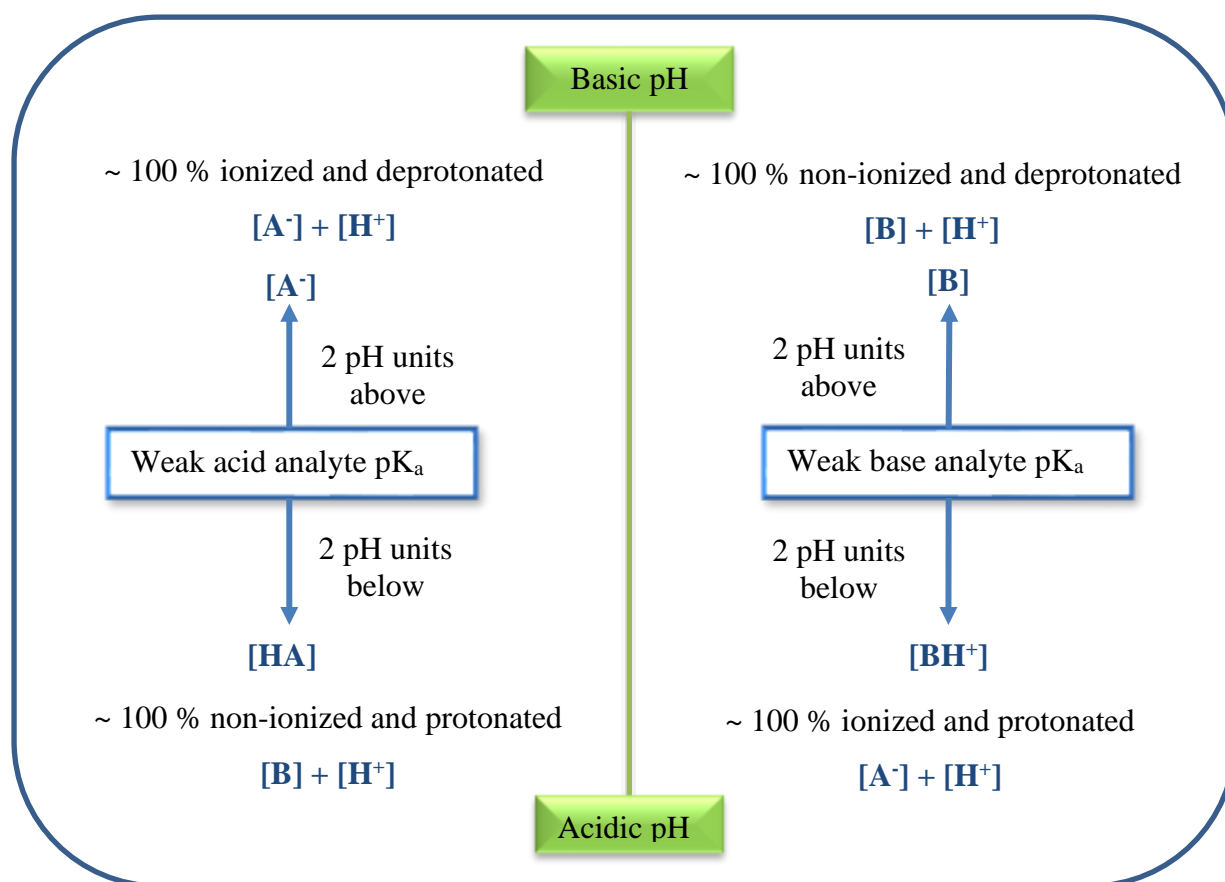 Basic pH
~ 100 % ionized and deprotonated
[A⁻] + [H⁺]
[A⁻]
2 pH units
above
Weak acid analyte pKₐ
2 pH units
below
[HA]
~ 100 % non-ionized and protonated
[B] + [H⁺]
~ 100 % non-ionized and deprotonated
[B] + [H⁺]
[B]
2 pH units
above
Weak base analyte pKₐ
2 pH units
below
[BH⁺]
~ 100 % ionized and protonated
[A⁻] + [H⁺]
Acidic pH